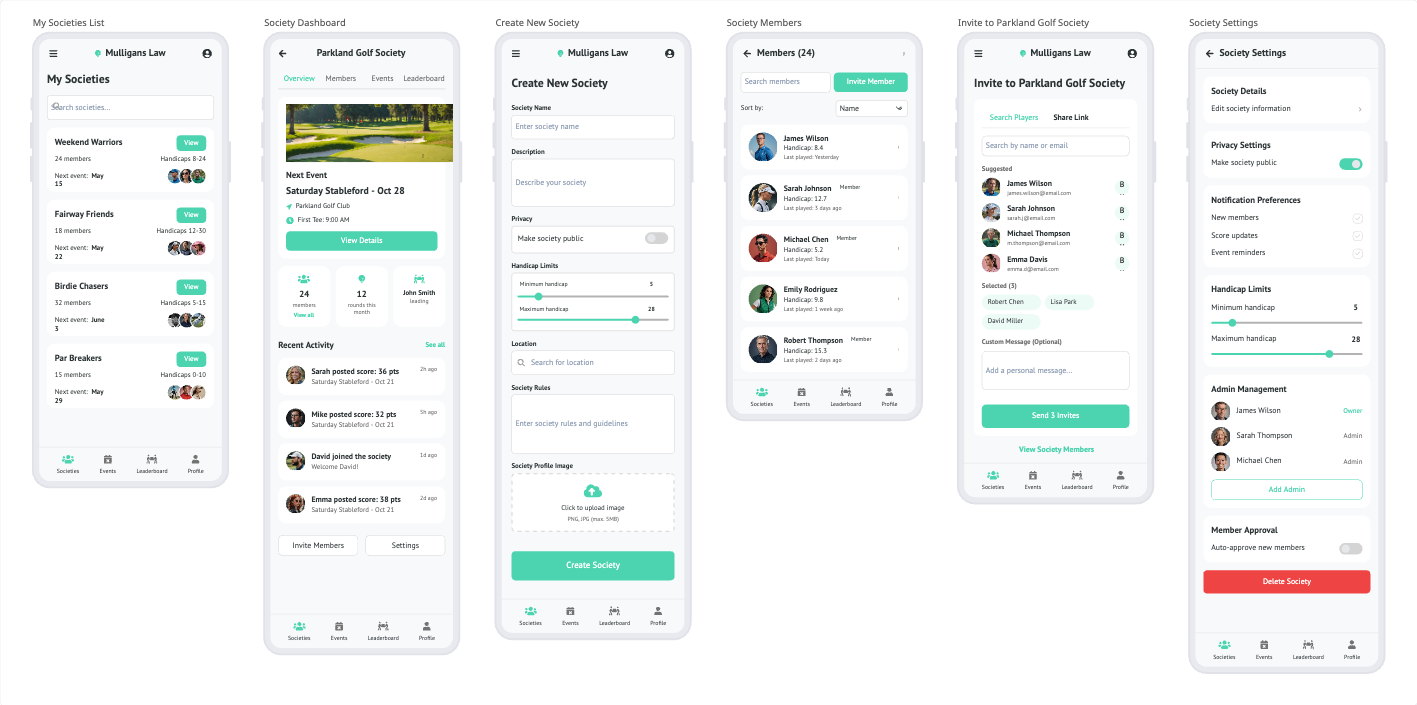 My Societies List
Mulligans Law
My Societies
Search societies...
Weekend Warriors
View
24 members
Handicaps 8-24
Next event: May
15
Fairway Friends
View
18 members
Handicaps 12-30
Next event: May
22
Birdie Chasers
View
32 members
Handicaps 5-15
Next event: June
3
Par Breakers
View
15 members
Handicaps 0-10
Next event: May
29
Societies
Events
Leaderboard
Profile
Society Dashboard
Parkland Golf Society
Overview
Members
Events
Leaderboard
Next Event
Saturday Stableford - Oct 28
Parkland Golf Club
First Tee: 9:00 AM
View Details
24
members
View all
12
rounds this
month
John Smith
leading
Recent Activity
See all
Sarah posted score: 36 pts
2h ago
Saturday Stableford - Oct 21
Mike posted score: 32 pts
5h ago
Saturday Stableford - Oct 21
David joined the society
1d ago
Welcome David!
Emma posted score: 38 pts
2d ago
Saturday Stableford - Oct 21
Invite Members
Settings
Societies
Events
Leaderboard
Profile
Create New Society
Mulligans Law
Create New Society
Society Name
Enter society name
Description
Describe your society
Privacy
Make society public
Handicap Limits
Minimum handicap
5
Maximum handicap
28
Location
Search for location
Society Rules
Enter society rules and guidelines
Society Profile Image
Click to upload image
PNG, JPG (max. 5MB)
Create Society
Societies
Events
Leaderboard
Profile
Society Members
Members (24)
Search members
Invite Member
Sort by:
Name
James Wilson
Handicap: 8.4
Last played: Yesterday
Sarah Johnson
Member
Handicap: 12.7
Last played: 3 days ago
Michael Chen
Member
Handicap: 5.2
Last played: Today
Emily Rodriguez
Handicap: 9.8
Last played: 1 week ago
Robert Thompson
Member
Handicap: 15.3
Last played: 2 days ago
Societies
Events
Leaderboard
Profile
Invite to Parkland Golf Society
Mulligans Law
Invite to Parkland Golf Society
Search Players
Share Link
Search by name or email
Suggested
James Wilson
james.wilson@email.com
B
..
Sarah Johnson
sarah.j@email.com
B
..
Michael Thompson
m.thompson@email.com
B
..
Emma Davis
emma.d@email.com
B
..
Selected (3)
Robert Chen
Lisa Park
David Miller
Custom Message (Optional)
Add a personal message...
Send 3 Invites
View Society Members
Societies
Events
Leaderboard
Profile
Society Settings
Society Settings
Society Details
Edit society information
Privacy Settings
Make society public
Notification Preferences
New members
Score updates
Event reminders
Handicap Limits
Minimum handicap
5
Maximum handicap
28
Admin Management
James Wilson
Owner
Sarah Thompson
Admin
Michael Chen
Admin
Add Admin
Member Approval
Auto-approve new members
Delete Society
Societies
Events
Leaderboard
Profile